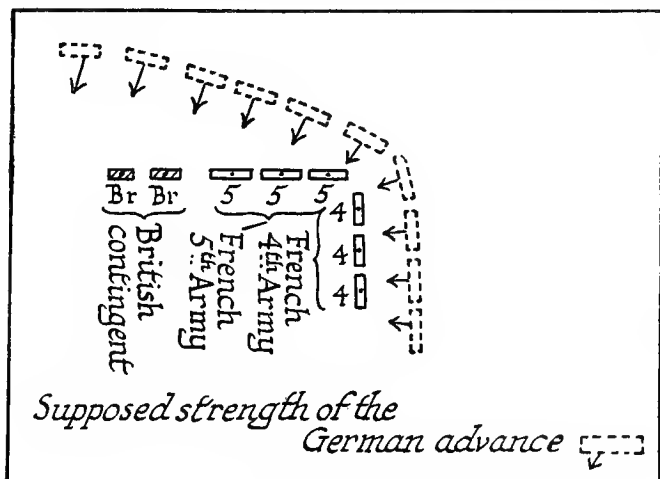 Br Br 5 5 5
4
4
4
British
contingent
French
5th Army
French
4th Army
Supposed strength of the
German advance